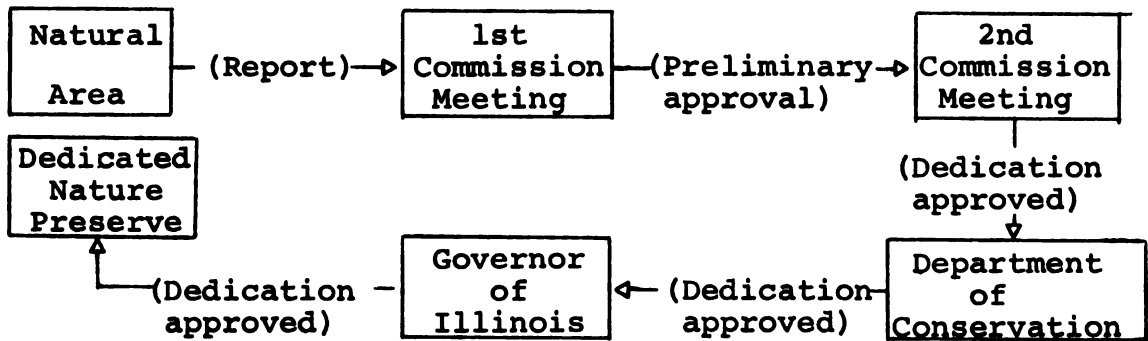 Natural
Area
(Report)
1st
Commission
Meeting
(Preliminary
approval)
2nd
Commission
Meeting
(Dedication
approved)
Department
of
Conservation
(Dedication
approved)
Governor
of
Illinois
(Dedication
approved)
Dedicated
Nature
Preserve